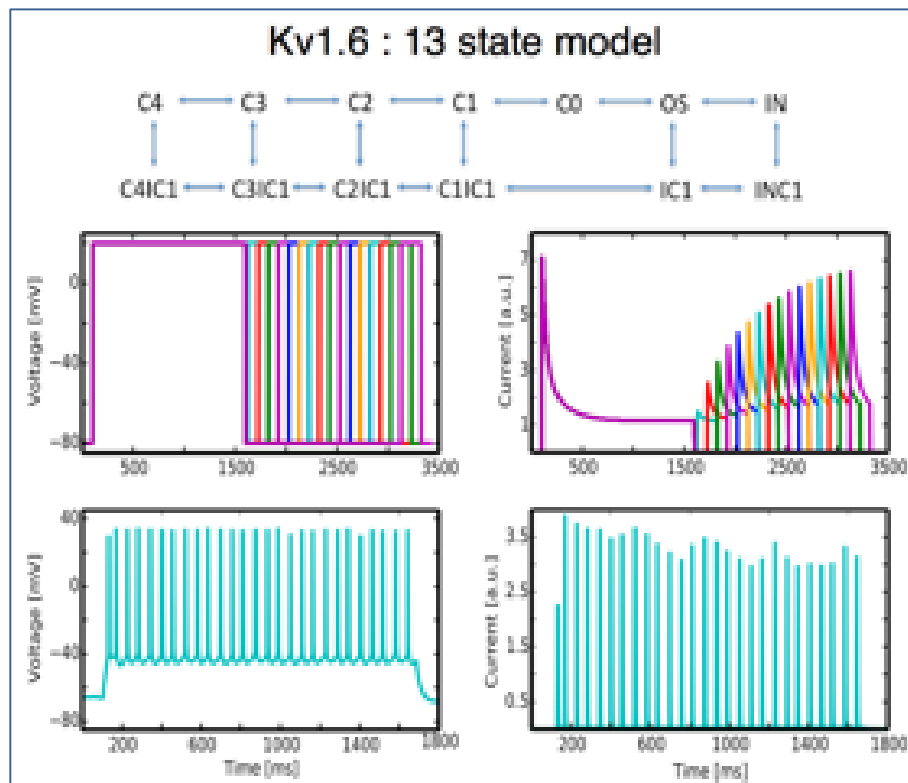 Kv1.6 : 13 state model
C4 C3 C2 C1 C0 OS IN
C4IC1 C3IC1 C2IC1 C1IC1 IC1 INC1
Voltage [mV]
0
−40
−80
500 1500 2500 3500
Current [a.u.]
7
5
3
1
500 1500 2500 3500
Voltage [mV]
40
0
−40
−80
200 600 1000 1400 1800
Time [ms]
Current [a.u.]
3.5
2.5
1.5
0.5
200 600 1000 1400 1800
Time [ms]